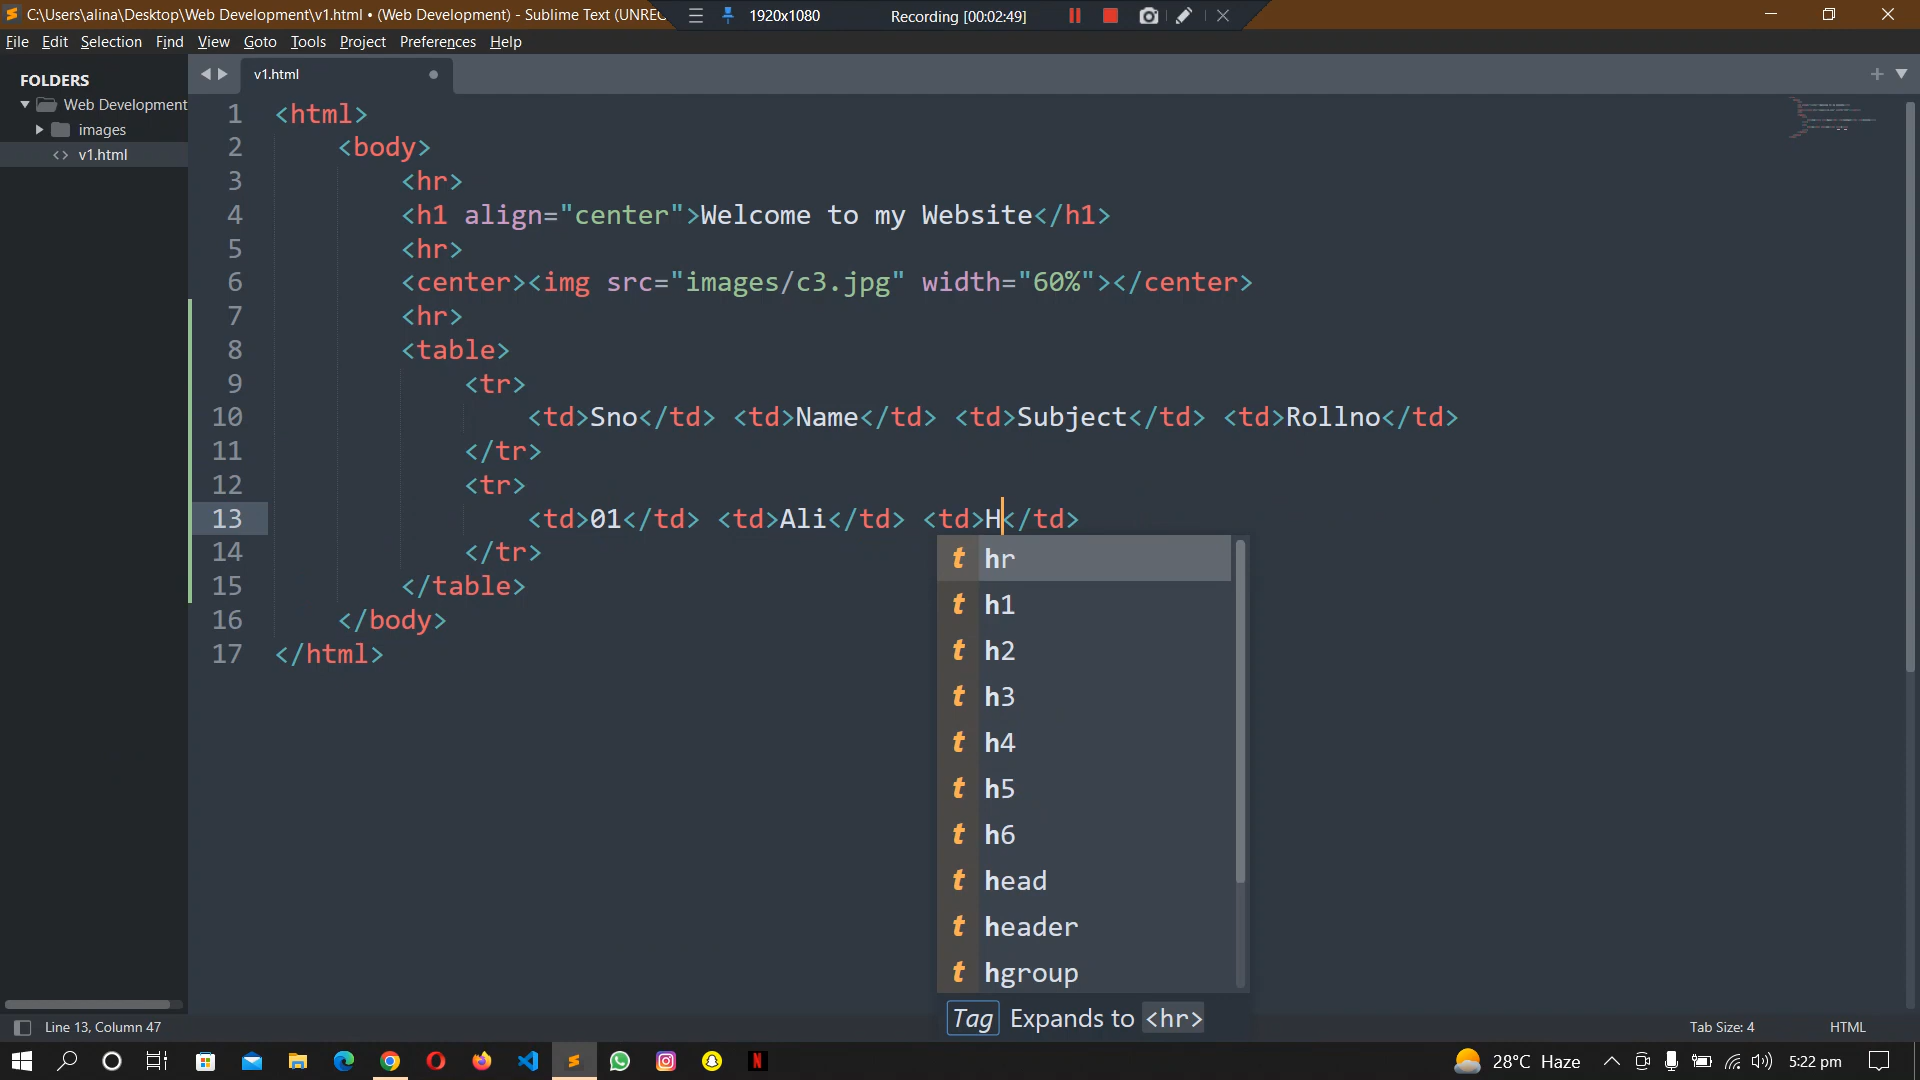 C:\Users\alina\Desktop\Web Development\v1.html • (Web Development) - Sublime Text (UNREG
1920x1080
Recording [00:02:49]
File Edit Selection Find View Goto Tools Project Preferences Help
FOLDERS
Web Development
images
v1.html
v1.html
1 <html>
2 <body>
3 <hr>
4 <h1 align="center">Welcome to my Website</h1>
5 <hr>
6 <center><img src="images/c3.jpg" width="60%"></center>
7 <hr>
8 <table>
9 <tr>
10 <td>Sno</td> <td>Name</td> <td>Subject</td> <td>Rollno</td>
11 </tr>
12 <tr>
13 <td>01</td> <td>Ali</td> <td>H</td>
14 </tr>
15 </table>
16 </body>
17 </html>
t hr
t h1
t h2
t h3
t h4
t h5
t h6
t head
t header
t hgroup
Tag Expands to <hr>
Line 13, Column 47
Tab Size: 4
HTML
28°C Haze
5:22 pm